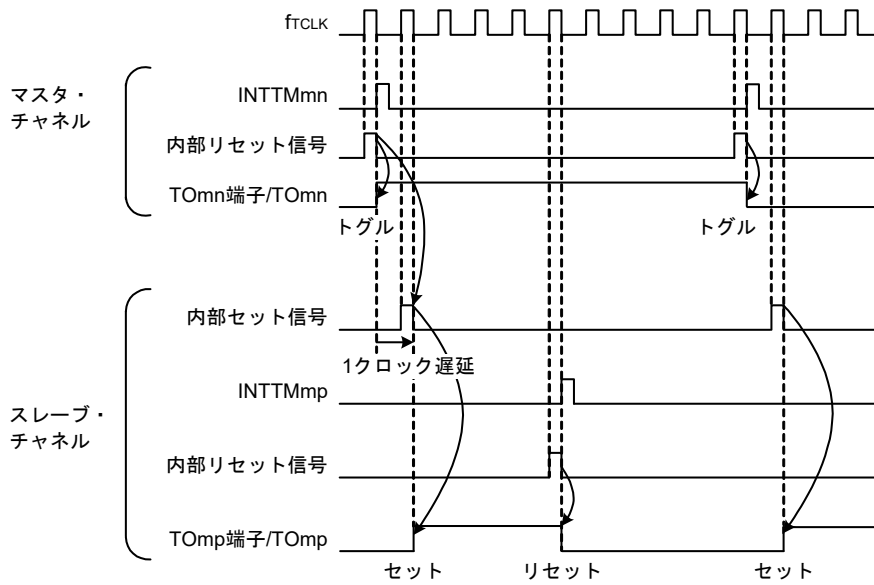 fTCLK
マスタ・
チャネル
INTTMmn
内部リセット信号
TOmn端子/TOmn
トグル
トグル
スレーブ・
チャネル
内部セット信号
1クロック遅延
INTTMmp
内部リセット信号
TOmp端子/TOmp
セット
リセット
セット